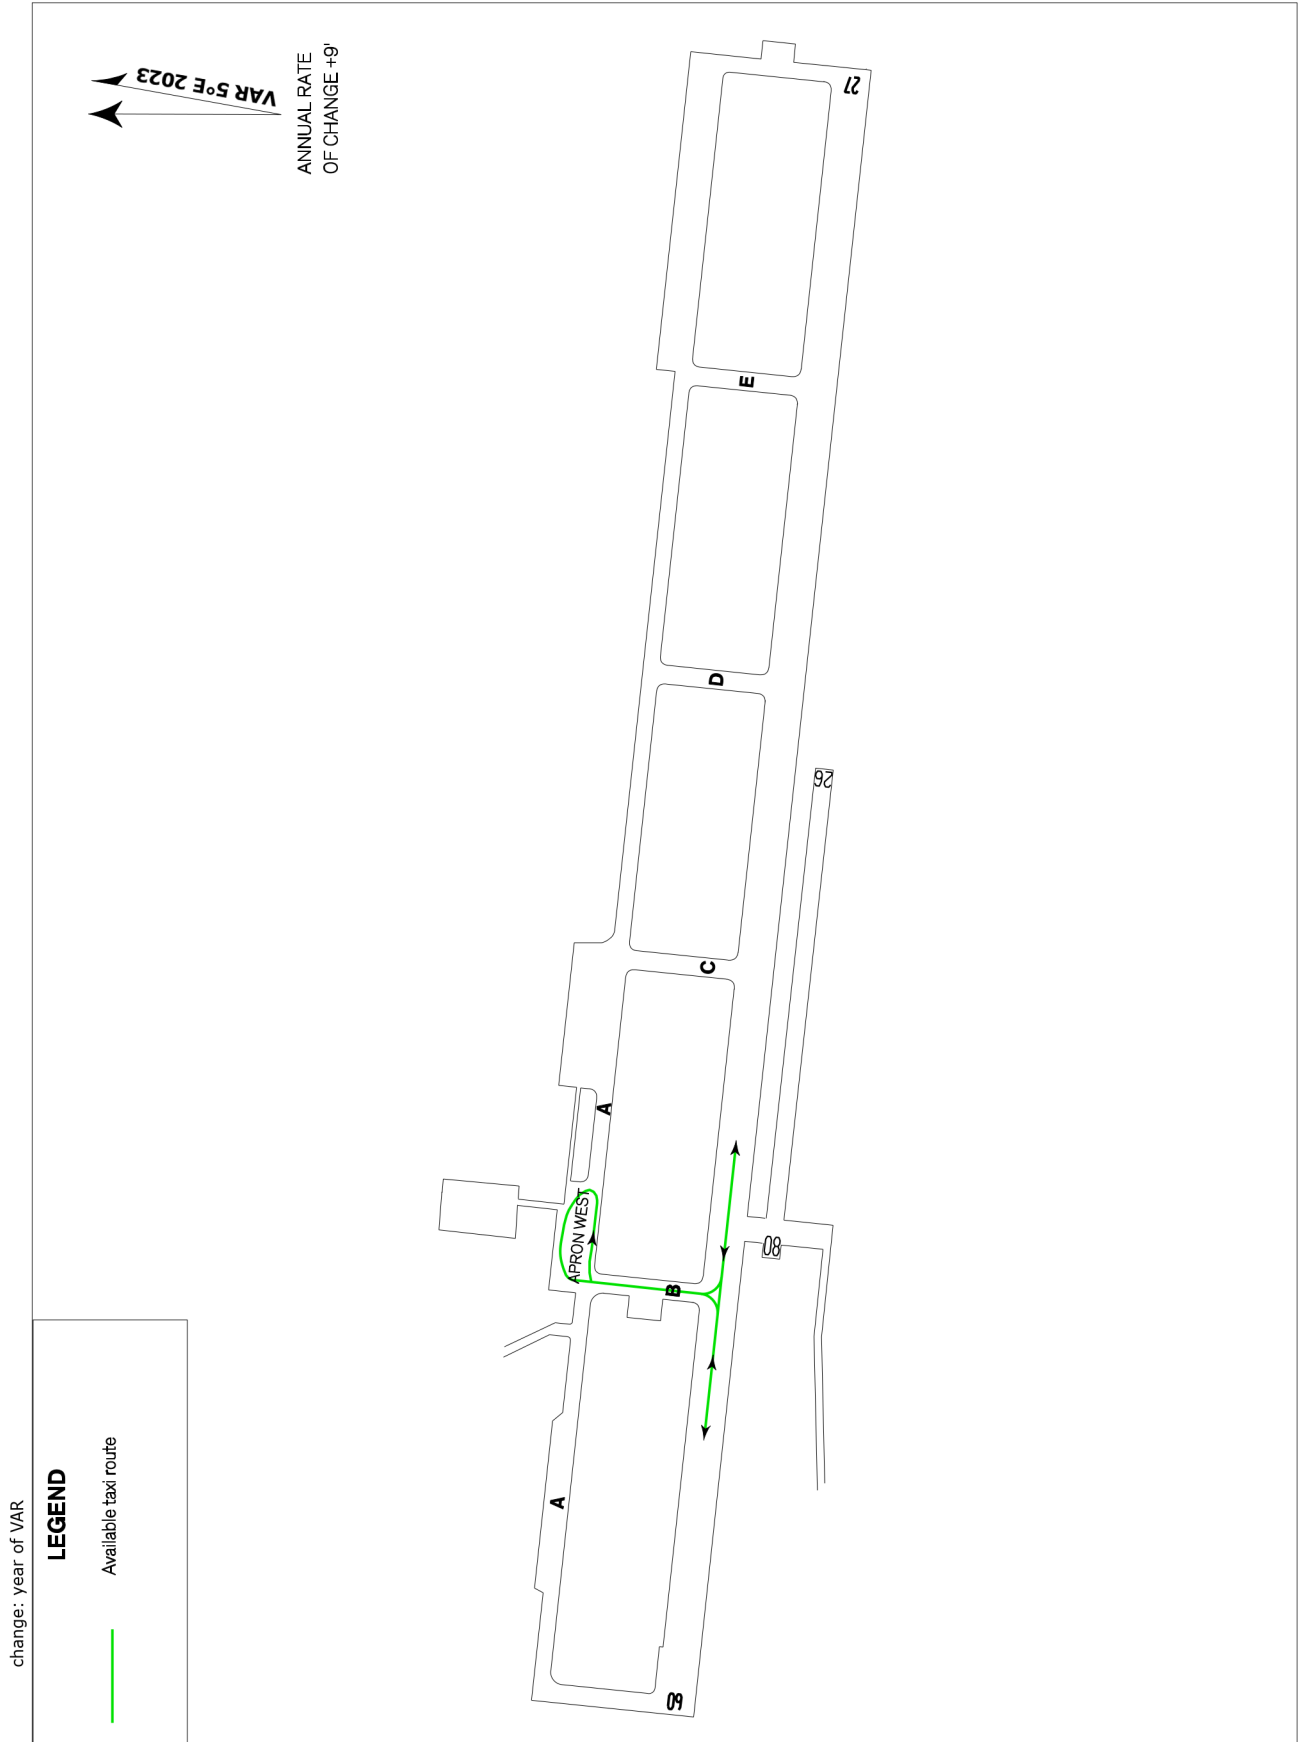 change: year of VAR
LEGEND
Available taxi route
VAR 5°E 2023
ANNUAL RATE
OF CHANGE +9'
27
E
D
26
C
A
APRON WEST
B
08
A
09